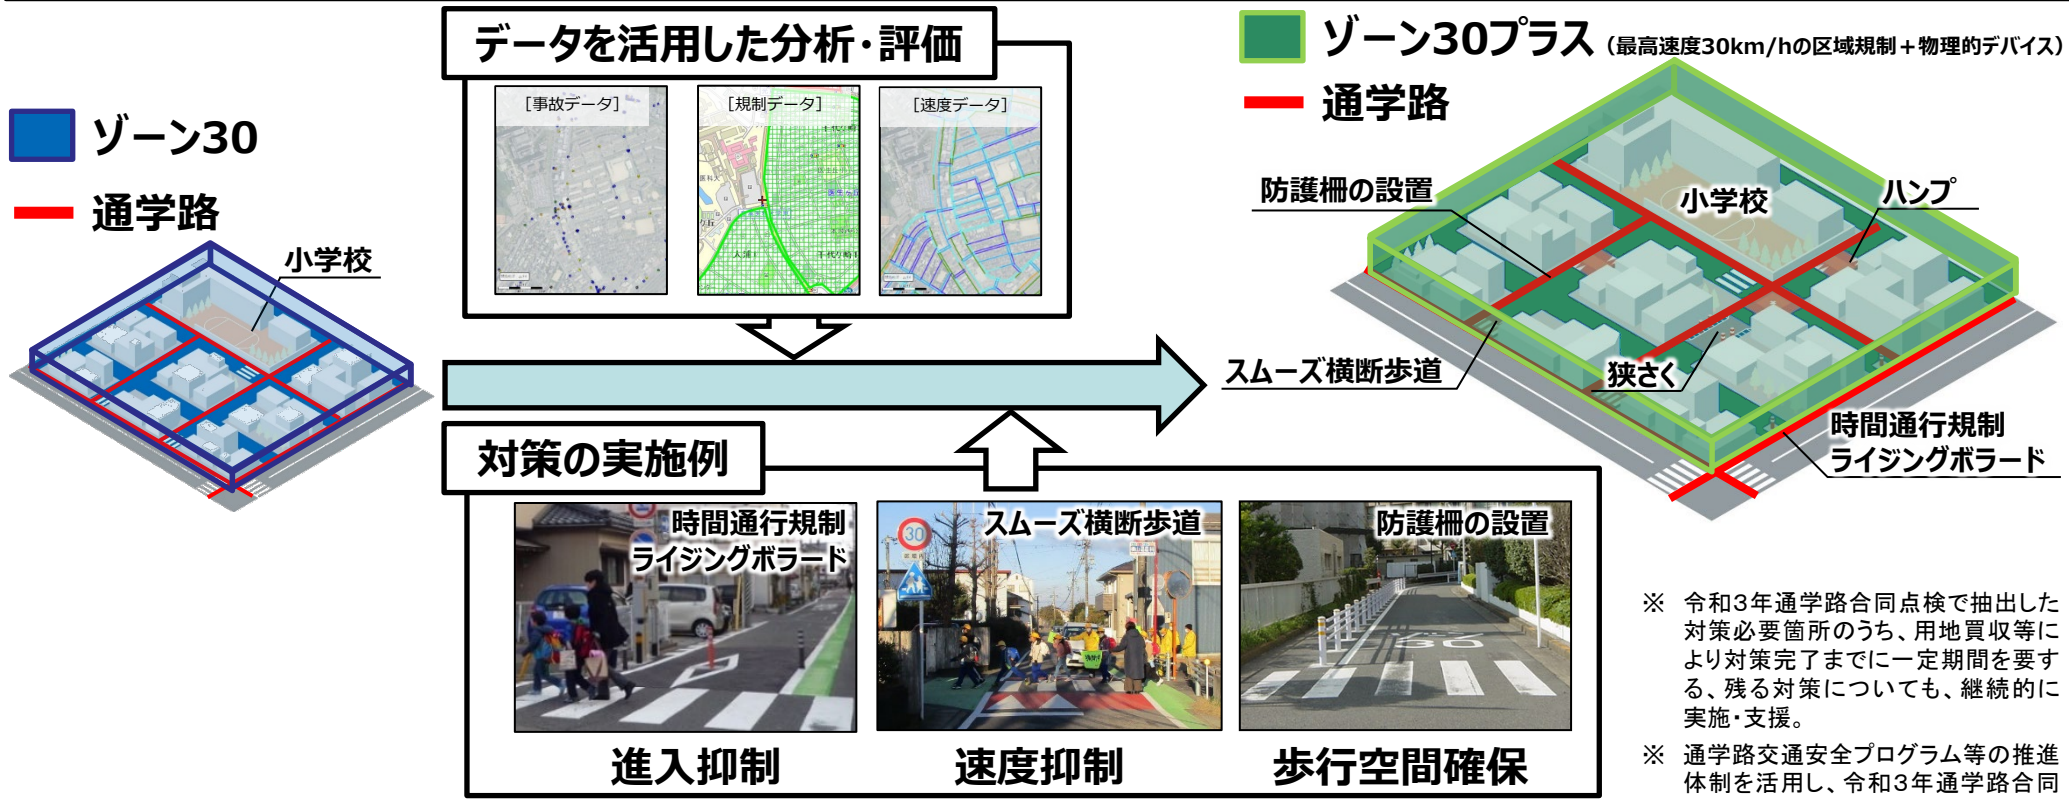 データを活用した分析・評価
[事故データ]
[規制データ]
[速度データ]
ゾーン30
通学路
小学校
ゾーン30プラス（最高速度30km/hの区域規制＋物理的デバイス）
通学路
防護柵の設置
小学校
ハンプ
スムーズ横断歩道
狭さく
時間通行規制
ライジングボラード
対策の実施例
時間通行規制
ライジングボラード
スムーズ横断歩道
30
防護柵の設置
進入抑制
速度抑制
歩行空間確保
※　令和３年通学路合同点検で抽出した
対策必要箇所のうち、用地買収等に
より対策完了までに一定期間を要す
る、残る対策についても、継続的に
実施・支援。
※　通学路交通安全プログラム等の推進
体制を活用し、令和３年通学路合同